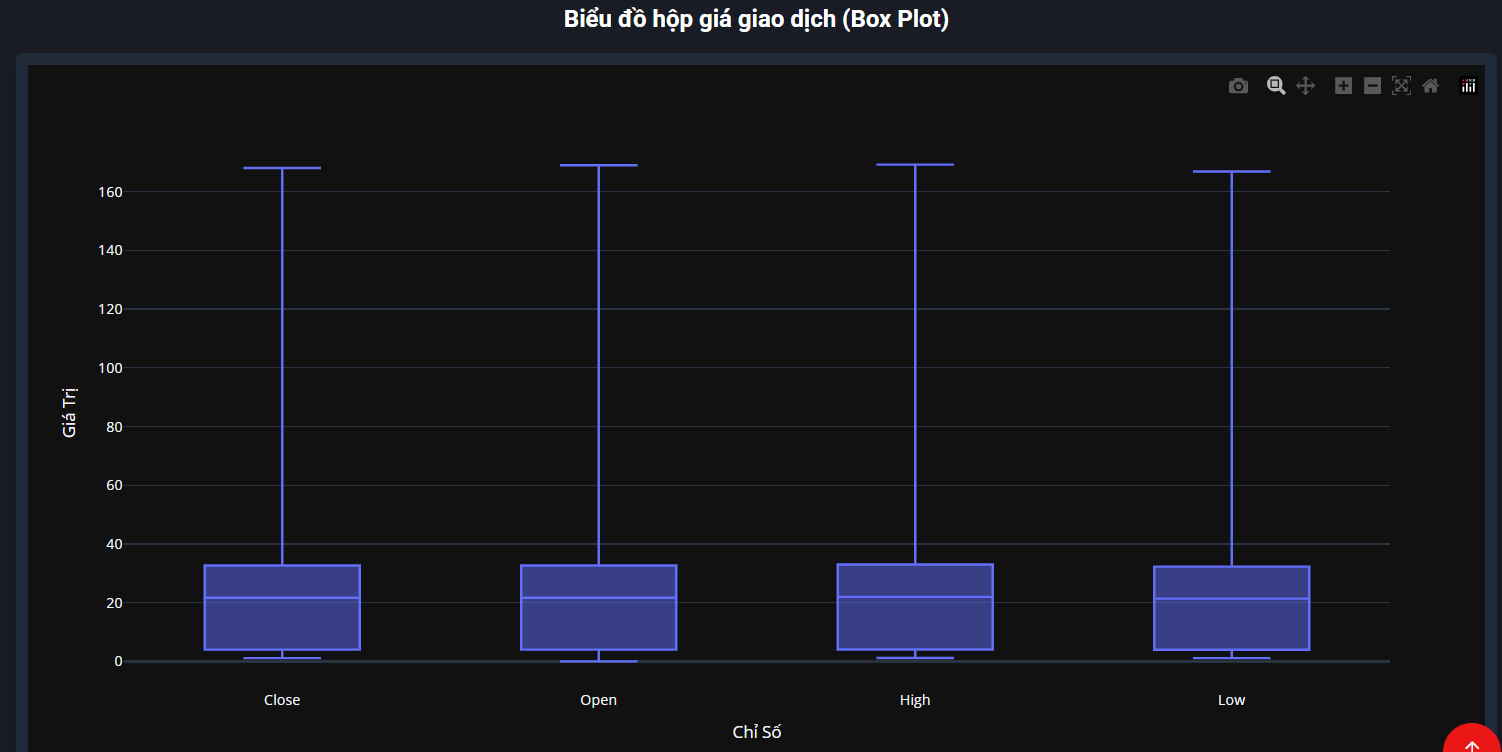 Biểu đồ hộp giá giao dịch (Box Plot)
160
140
120
100
80
60
40
20
0
Giá Trị
Close
Open
High
Low
Chỉ Số